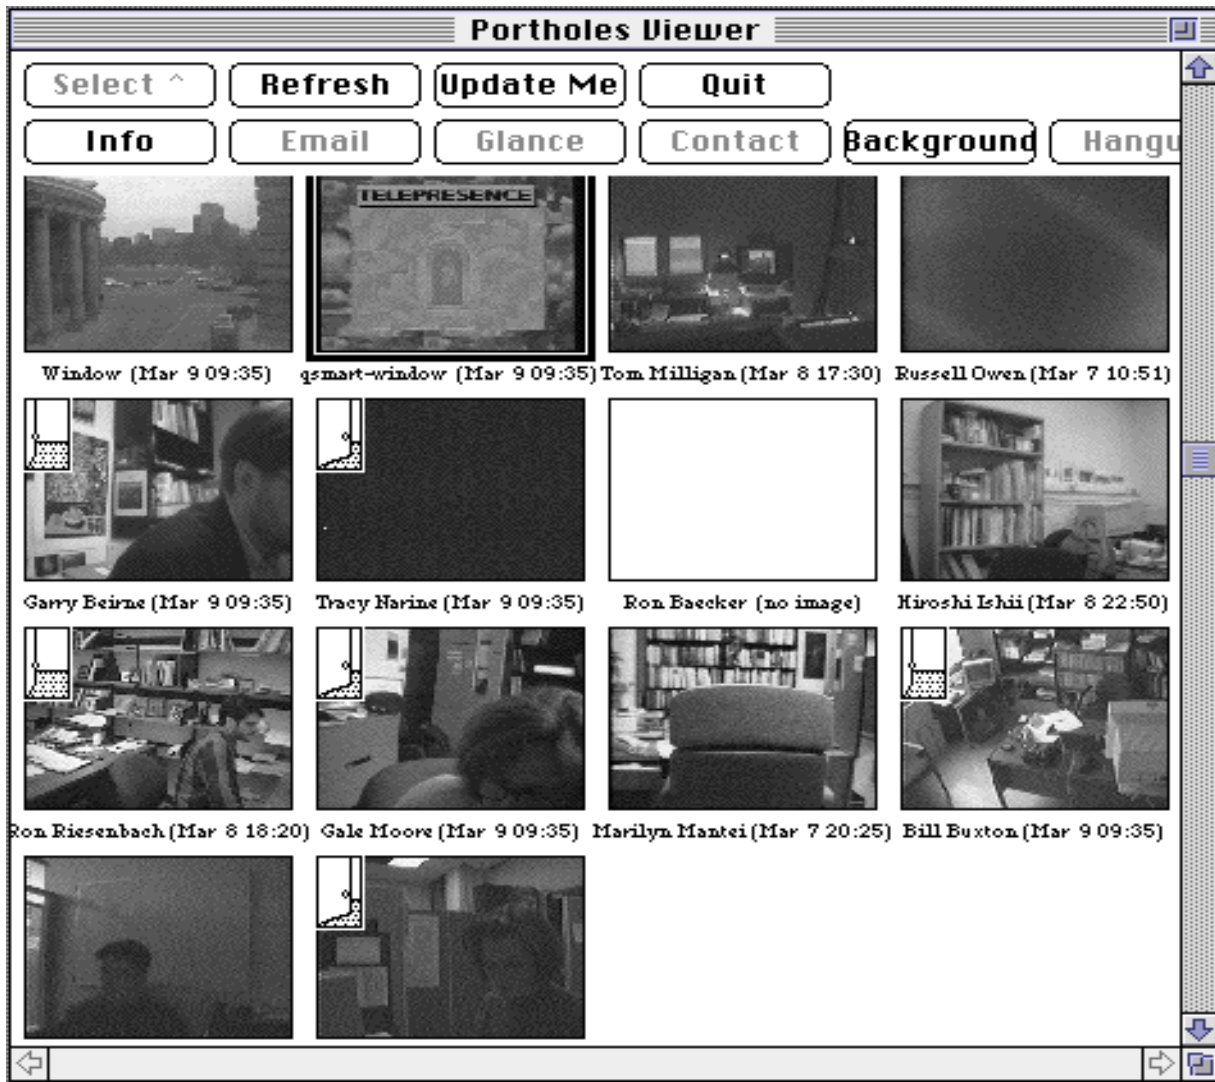 Portholes Viewer
Select ^ Refresh Update Me Quit
Info Email Glance Contact Background Hangu
TELEPRESENCE
Window (Mar 9 09:35) qsmart-window (Mar 9 09:35) Tom Milligan (Mar 8 17:30) Russell Owen (Mar 7 10:51)
Garry Beirne (Mar 9 09:35) Tracy Narine (Mar 9 09:35) Ron Baecker (no image) Hiroshi Ishii (Mar 8 22:50)
Ron Riesenbach (Mar 8 18:20) Gale Moore (Mar 9 09:35) Marilyn Mantei (Mar 7 20:25) Bill Buxton (Mar 9 09:35)